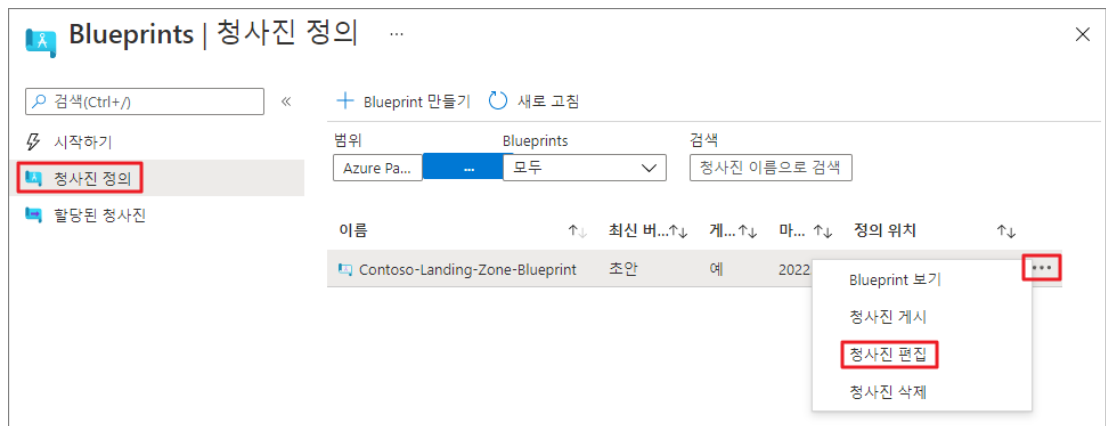 Blueprints | 청사진 정의 ...
검색(Ctrl+/)
시작하기
청사진 정의
할당된 청사진
Blueprint 만들기 새로 고침
범위 Blueprints 검색
Azure Pa... ... 모두 청사진 이름으로 검색
이름 최신 버... 게... 마... 정의 위치
Contoso-Landing-Zone-Blueprint 초안 예 2022
Blueprint 보기
청사진 게시
청사진 편집
청사진 삭제